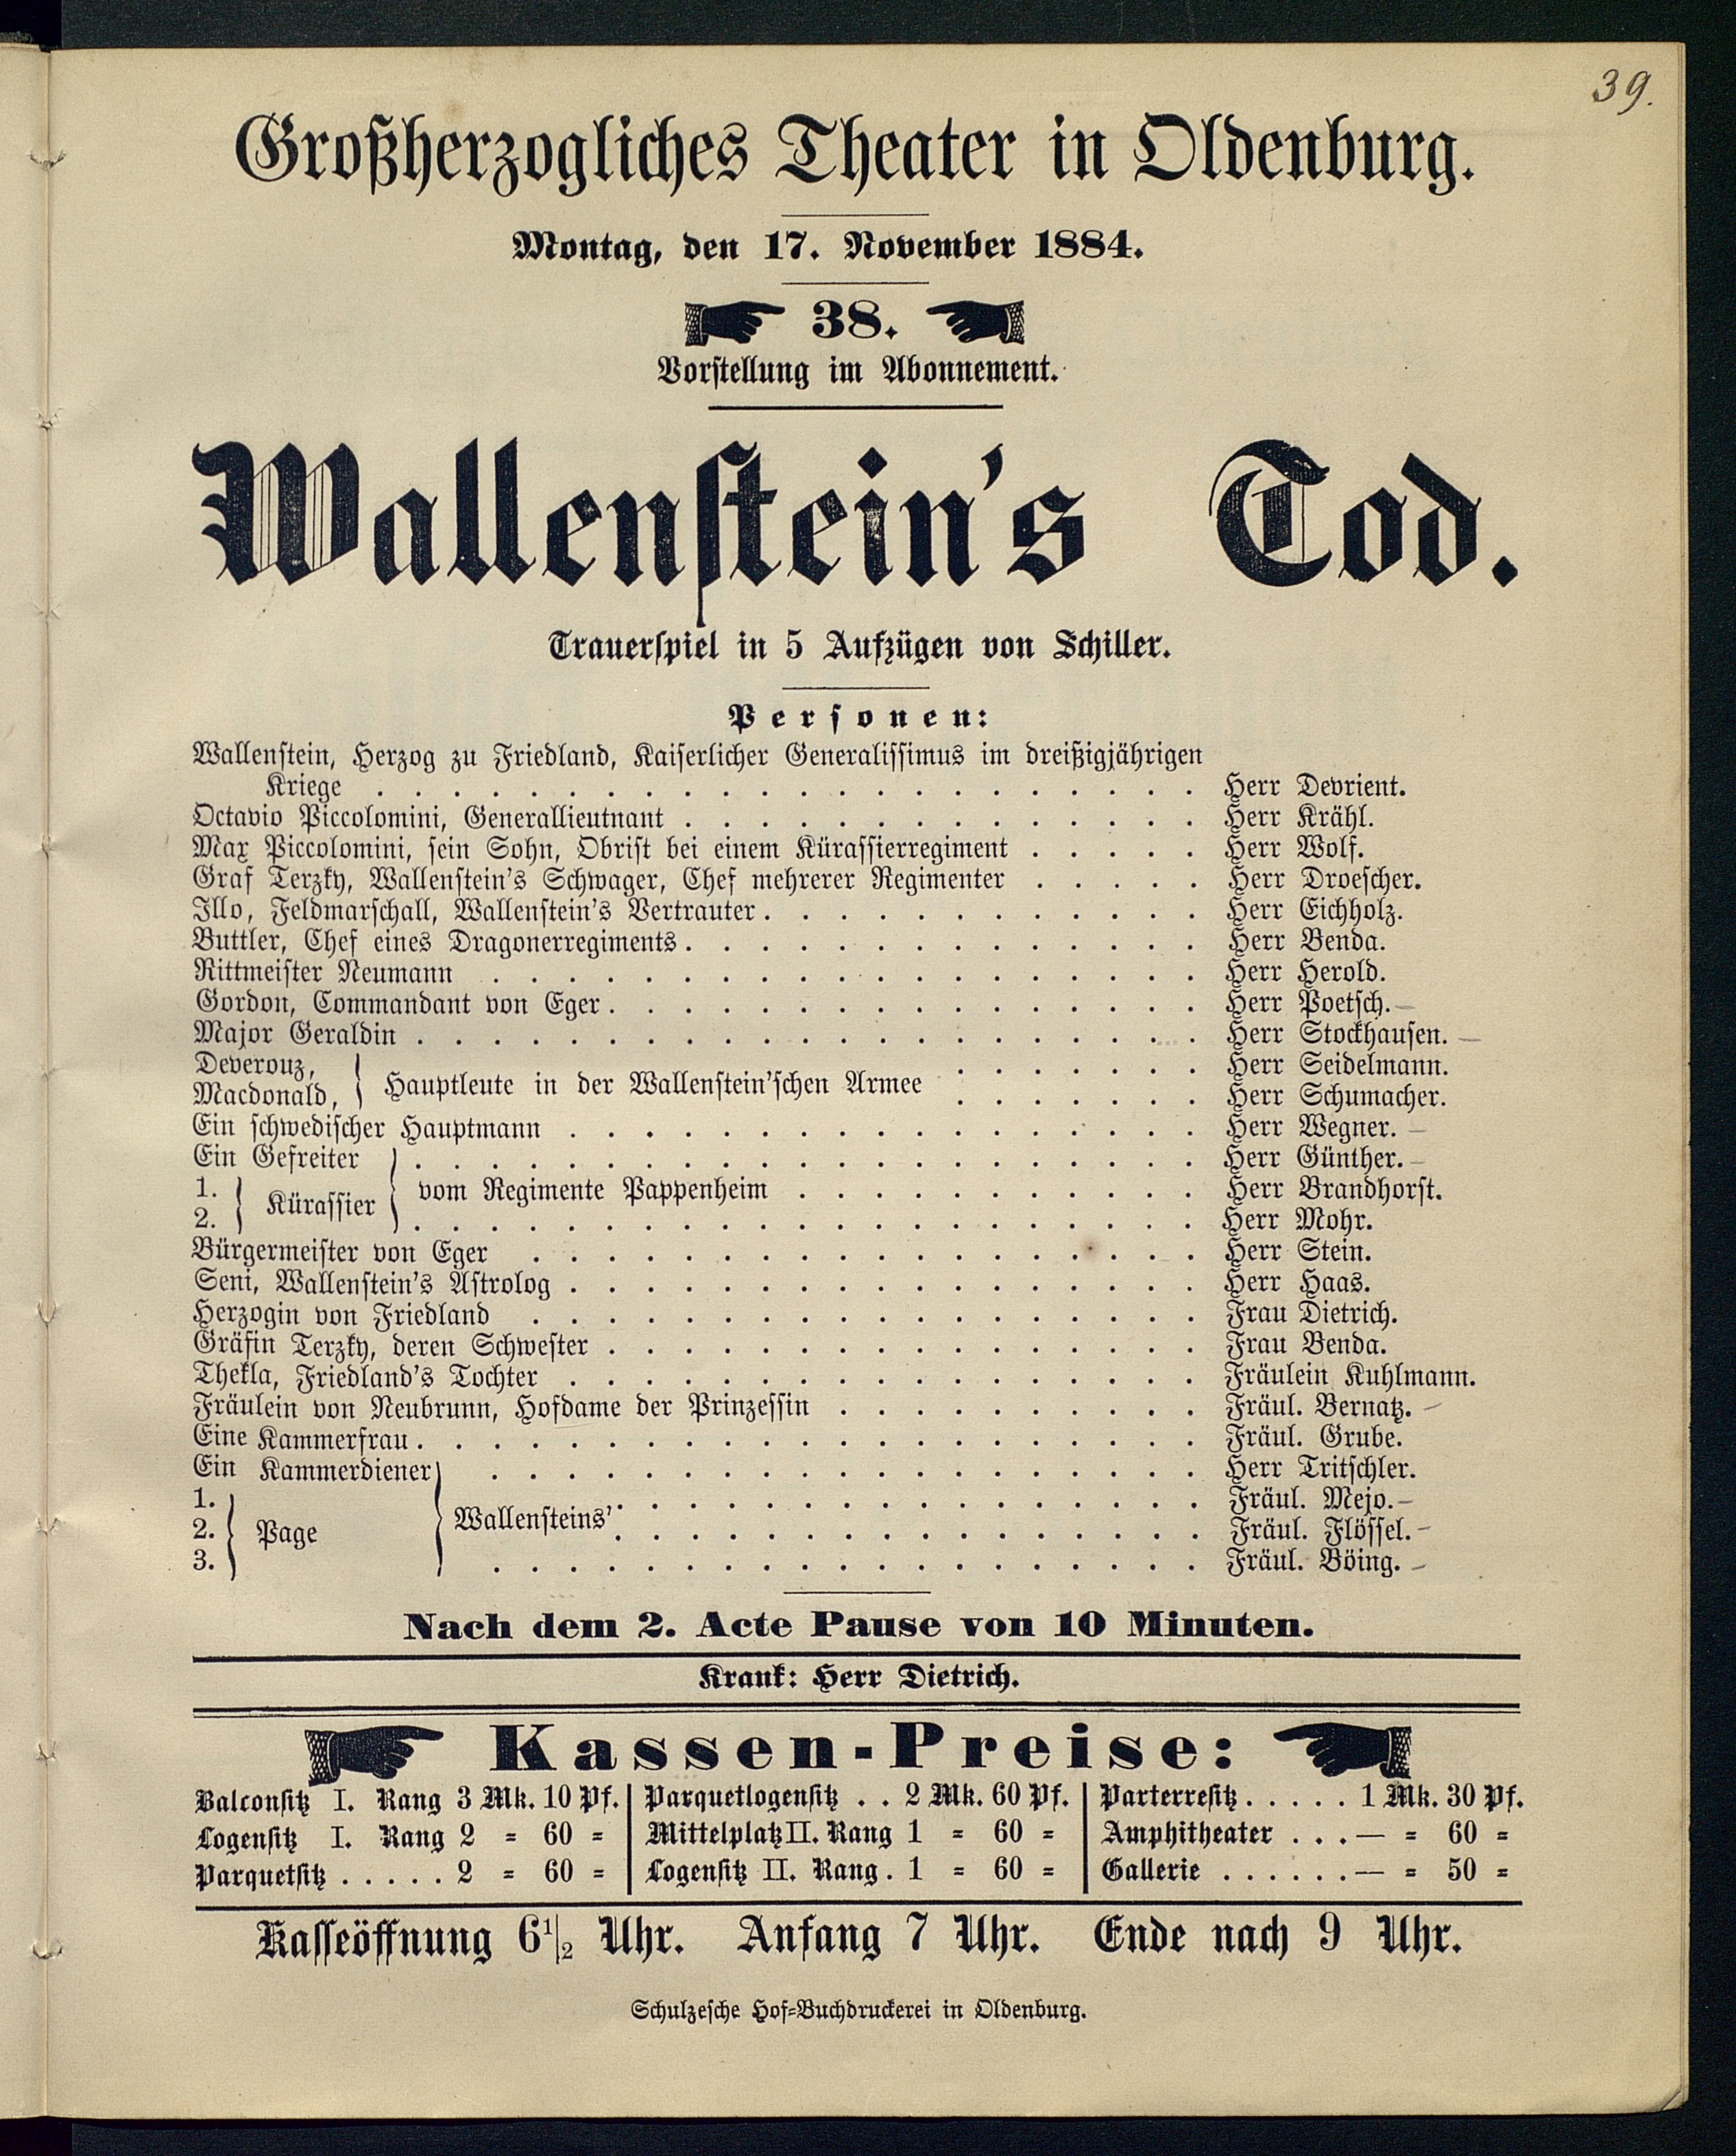 39.
Großherzogliches Theater in Oldenburg.
Montag, den 17. November 1884.
38.
Vorstellung im Abonnement.
Wallenstein's Tod.
Trauerspiel in 5 Aufzügen von Schiller.
Personen:
Wallenstein, Herzog zu Friedland, Kaiserlicher Generalissimus im dreißigjährigen
Kriege . . . . . . . . . . . . . . . . . . . . . . Herr Devrient.
Octavio Piccolomini, Generallieutnant . . . . . . . . . . . . . . Herr Krähl.
Max Piccolomini, sein Sohn, Obrist bei einem Kürassierregiment . . . . . Herr Wolf.
Graf Terzky, Wallenstein's Schwager, Chef mehrerer Regimenter . . . . . Herr Droescher.
Illo, Feldmarschall, Wallenstein's Vertrauter . . . . . . . . . . . . Herr Eichholz.
Buttler, Chef eines Dragonerregiments . . . . . . . . . . . . . . Herr Benda.
Rittmeister Neumann . . . . . . . . . . . . . . . . . . . Herr Herold.
Gordon, Commandant von Eger . . . . . . . . . . . . . . . . Herr Poetsch.
Major Geraldin . . . . . . . . . . . . . . . . . . . . . Herr Stockhausen.
Deverouz, } Hauptleute in der Wallenstein'schen Armee . . . . . . . Herr Seidelmann.
Macdonald, } . . . . . . . Herr Schumacher.
Ein schwedischer Hauptmann . . . . . . . . . . . . . . . . . Herr Wegner.
Ein Gefreiter } . . . . . . . . . . . . . . . . . . . . . Herr Günther.
1. } Kürassier } vom Regimente Pappenheim . . . . . . . . . . . Herr Brandhorst.
2. } } . . . . . . . . . . . . . . . . . . . . . Herr Mohr.
Bürgermeister von Eger . . . . . . . . . . . . . . . . . . Herr Stein.
Seni, Wallenstein's Astrolog . . . . . . . . . . . . . . . . . Herr Haas.
Herzogin von Friedland . . . . . . . . . . . . . . . . . . Frau Dietrich.
Gräfin Terzky, deren Schwester . . . . . . . . . . . . . . . . Frau Benda.
Thekla, Friedland's Tochter . . . . . . . . . . . . . . . . . Fräulein Kuhlmann.
Fräulein von Neubrunn, Hofdame der Prinzessin . . . . . . . . . . Fräul. Bernatz.
Eine Kammerfrau . . . . . . . . . . . . . . . . . . . . . Fräul. Grube.
Ein Kammerdiener } . . . . . . . . . . . . . . . . . . . Herr Tritschler.
1. } Page } Wallensteins' . . . . . . . . . . . . . . . . Fräul. Mejo.
2. } . . . . . . . . . . . . . . . . Fräul. Flössel.
3. } . . . . . . . . . . . . . . . . . . . Fräul. Böing.
Nach dem 2. Acte Pause von 10 Minuten.
Krank: Herr Dietrich.
Kassen-Preise:
Balconsitz I. Rang 3 Mk. 10 Pf. | Parquetlogensitz . . 2 Mk. 60 Pf. | Parterresitz . . . . . 1 Mk. 30 Pf.
Logensitz I. Rang 2 = 60 = | Mittelplatz II. Rang 1 = 60 = | Amphitheater . . . — = 60 =
Parquetsitz . . . . . 2 = 60 = | Logensitz II. Rang . 1 = 60 = | Gallerie . . . . . . — = 50 =
Kasseöffnung 6½ Uhr. Anfang 7 Uhr. Ende nach 9 Uhr.
Schulzesche Hof=Buchdruckerei in Oldenburg.